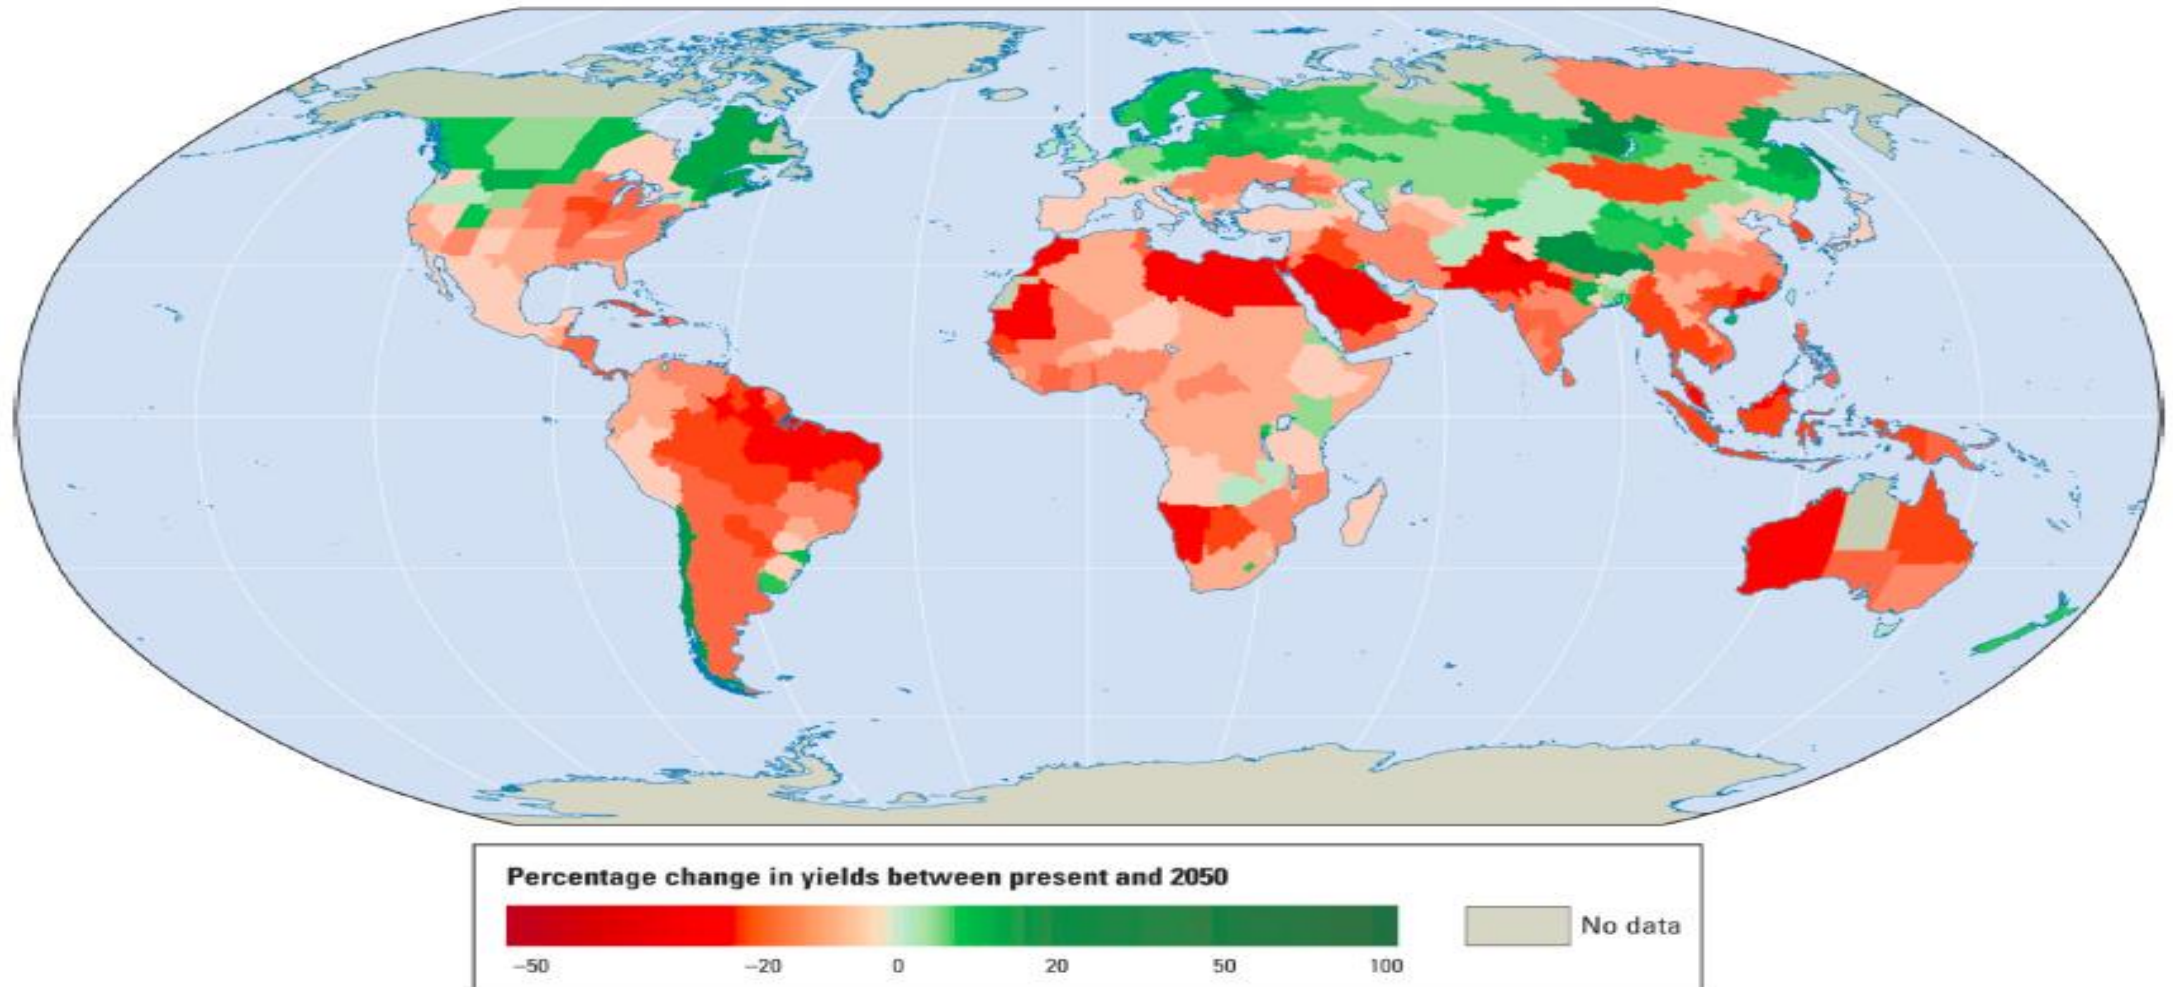 Percentage change in yields between present and 2050
No data
−50 −20 0 20 50 100